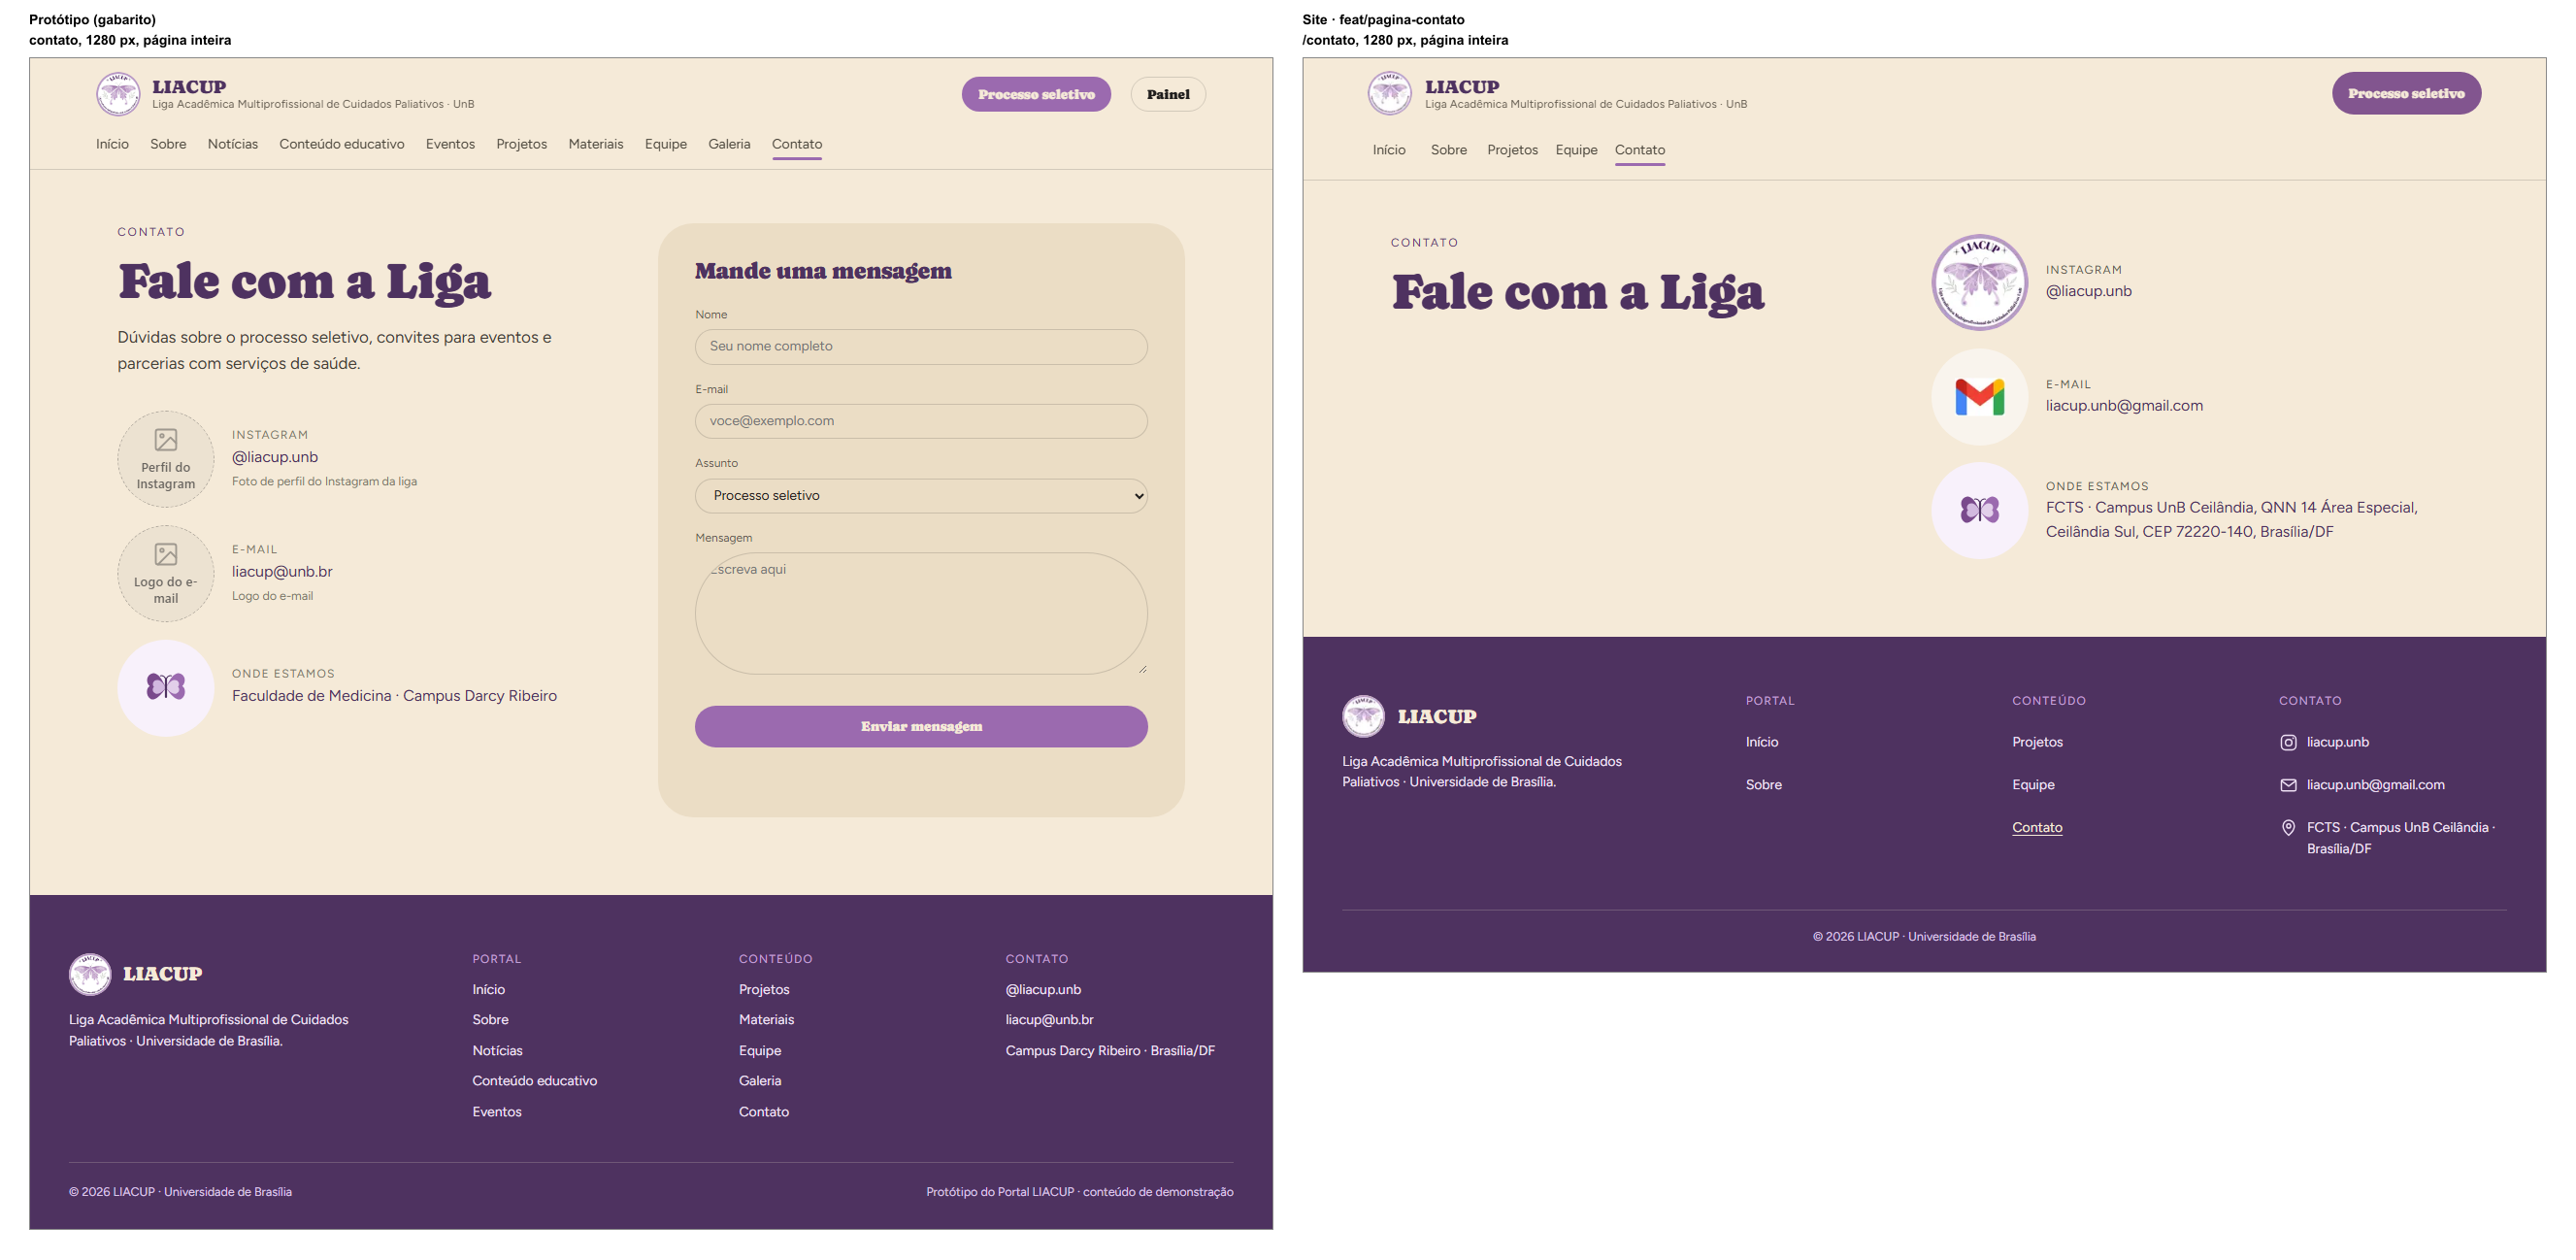 Protótipo (gabarito)
contato, 1280 px, página inteira
LIACUP
Liga Acadêmica Multiprofissional de Cuidados Paliativos · UnB
Processo seletivo
Painel
Início
Sobre
Notícias
Conteúdo educativo
Eventos
Projetos
Materiais
Equipe
Galeria
Contato
CONTATO
Fale com a Liga
Dúvidas sobre o processo seletivo, convites para eventos e
parcerias com serviços de saúde.
Perfil do
Instagram
INSTAGRAM
@liacup.unb
Foto de perfil do Instagram da liga
Logo do e-
mail
E-MAIL
liacup@unb.br
Logo do e-mail
ONDE ESTAMOS
Faculdade de Medicina · Campus Darcy Ribeiro
Mande uma mensagem
Nome
Seu nome completo
E-mail
voce@exemplo.com
Assunto
Processo seletivo
Mensagem
Escreva aqui
Enviar mensagem
LIACUP
Liga Acadêmica Multiprofissional de Cuidados
Paliativos · Universidade de Brasília.
PORTAL
Início
Sobre
Notícias
Conteúdo educativo
Eventos
CONTEÚDO
Projetos
Materiais
Equipe
Galeria
Contato
CONTATO
@liacup.unb
liacup@unb.br
Campus Darcy Ribeiro · Brasília/DF
© 2026 LIACUP · Universidade de Brasília
Protótipo do Portal LIACUP · conteúdo de demonstração
Site · feat/pagina-contato
/contato, 1280 px, página inteira
LIACUP
Liga Acadêmica Multiprofissional de Cuidados Paliativos · UnB
Processo seletivo
Início
Sobre
Projetos
Equipe
Contato
CONTATO
Fale com a Liga
LIACUP
Liga Acadêmica Multiprofissional de Cuidados Paliativos UnB
INSTAGRAM
@liacup.unb
E-MAIL
liacup.unb@gmail.com
ONDE ESTAMOS
FCTS · Campus UnB Ceilândia, QNN 14 Área Especial,
Ceilândia Sul, CEP 72220-140, Brasília/DF
LIACUP
Liga Acadêmica Multiprofissional de Cuidados
Paliativos · Universidade de Brasília.
PORTAL
Início
Sobre
CONTEÚDO
Projetos
Equipe
Contato
CONTATO
liacup.unb
liacup.unb@gmail.com
FCTS · Campus UnB Ceilândia ·
Brasília/DF
© 2026 LIACUP · Universidade de Brasília